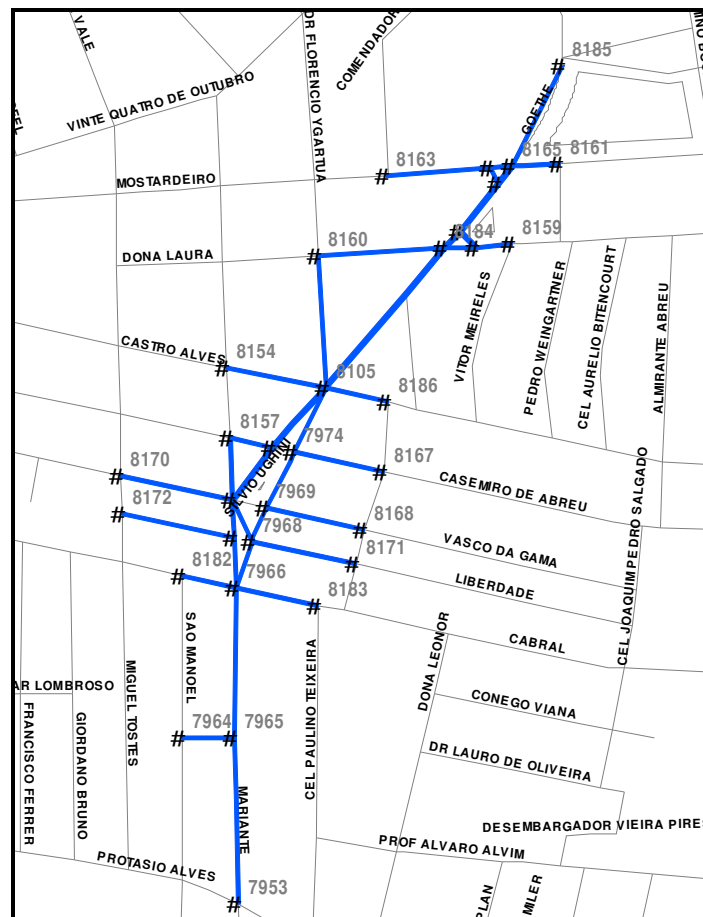 VALE
DR FLORENCIO YGARTUA
COMENDADOR
8185
VINTE QUATRO DE OUTUBRO
GOETHE
8163
8165
8161
MOSTARDEIRO
8160
8184
8159
DONA LAURA
VITOR MEIRELES
PEDRO WEINGARTNER
CEL AURELIO BITENCOURT
ALMIRANTE ABREU
CASTRO ALVES
8154
8105
8186
8157
7974
SILVIO_UGHINI
8170
8167
CASEMIRO DE ABREU
8172
7969
8168
7968
VASCO DA GAMA
8182
7966
8171
LIBERDADE
8183
CEL JOAQUIM PEDRO SALGADO
SAO MANOEL
CABRAL
DONA LEONOR
MIGUEL TOSTES
CEL PAULINO TEIXEIRA
AR LOMBROSO
CONEGO VIANA
FRANCISCO FERRER
GIORDANO BRUNO
7964
7965
DR LAURO DE OLIVEIRA
MARIANTE
DESEMBARGADOR VIEIRA PIRES
PROF ALVARO ALVIM
PROTASIO ALVES
7953
PLAN
MILER